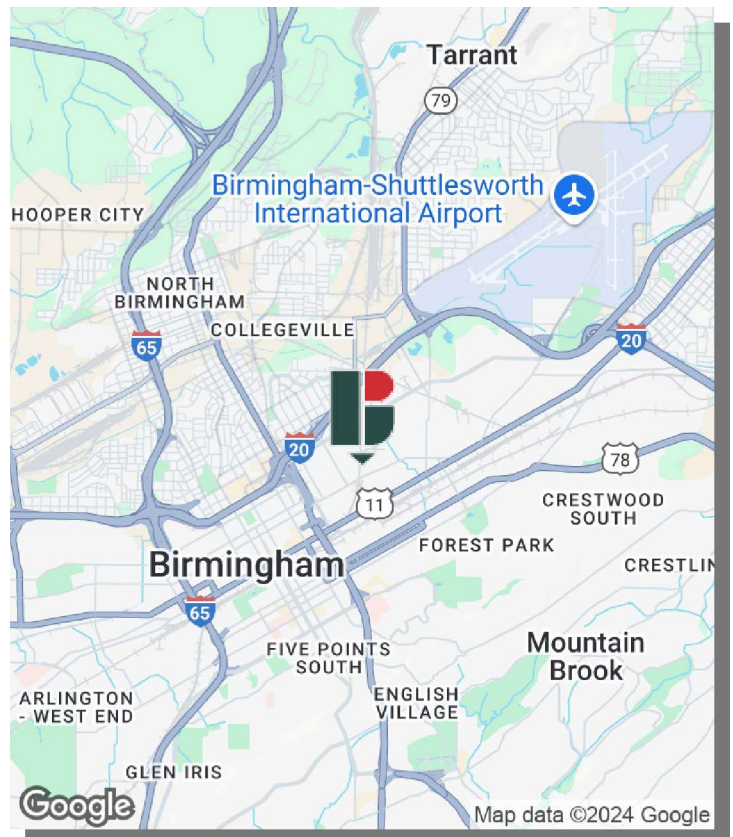 Tarrant
79
Birmingham-Shuttlesworth
International Airport
HOOPER CITY
NORTH
BIRMINGHAM
COLLEGEVILLE
65
20
20
78
11
CRESTWOOD
SOUTH
FOREST PARK
CRESTLIN
Birmingham
65
FIVE POINTS
SOUTH
Mountain
Brook
ARLINGTON
- WEST END
ENGLISH
VILLAGE
GLEN IRIS
Google
Map data ©2024 Google